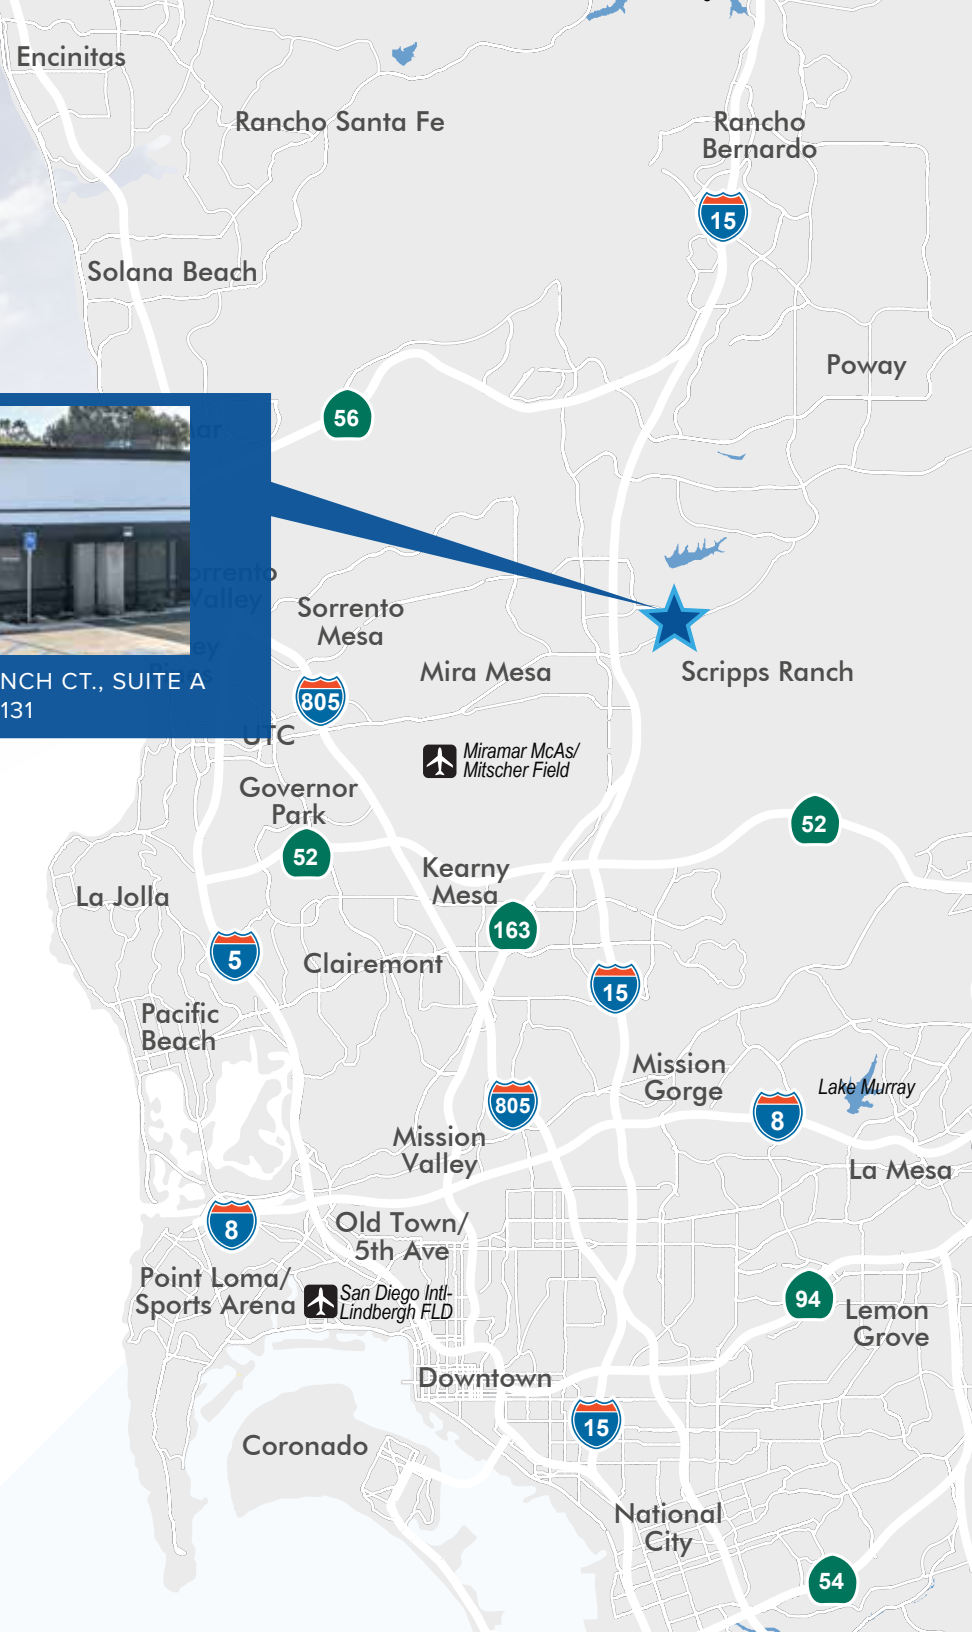 Encinitas
Rancho Santa Fe
Rancho
Bernardo
15
Solana Beach
Poway
56
Sorrento
Valley
Sorrento
Mesa
NCH CT., SUITE A
131
Mira Mesa
Scripps Ranch
805
UTC
Miramar McAs/
Mitscher Field
Governor
Park
52
52
Kearny
Mesa
La Jolla
163
5
Clairemont
15
Pacific
Beach
Mission
Gorge
Lake Murray
805
8
Mission
Valley
La Mesa
8
Old Town/
5th Ave
Point Loma/
Sports Arena
San Diego Intl-
Lindbergh FLD
94
Lemon
Grove
Downtown
15
Coronado
National
City
54